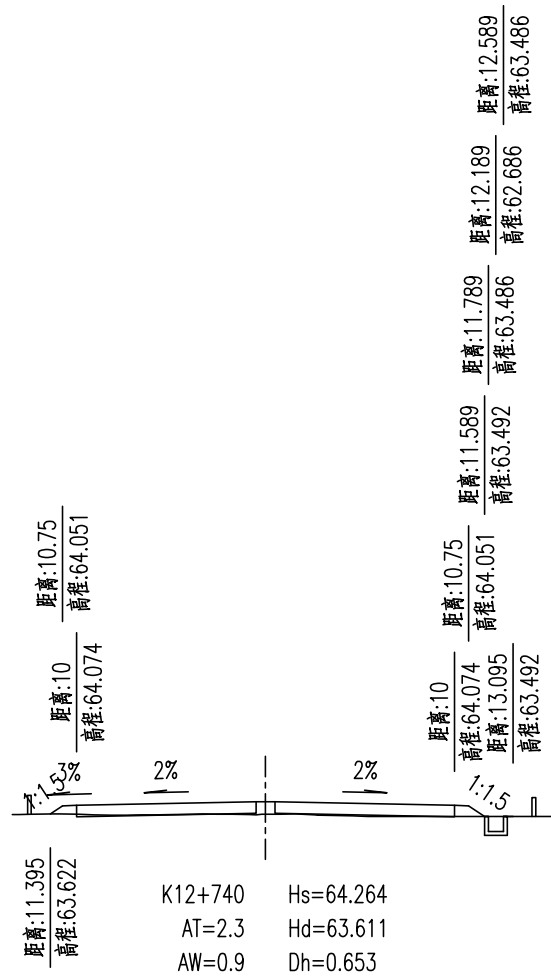 距离:12.589
高程:63.486
距离:12.189
高程:62.686
距离:11.789
高程:63.486
距离:11.589
高程:63.492
距离:10.75
高程:64.051
距离:10.75
高程:64.051
距离:10
高程:64.074
距离:10
高程:64.074
距离:13.095
高程:63.492
1:1.5
3%
2%
2%
1:1.5
距离:11.395
高程:63.622
K12+740 Hs=64.264
AT=2.3 Hd=63.611
AW=0.9 Dh=0.653